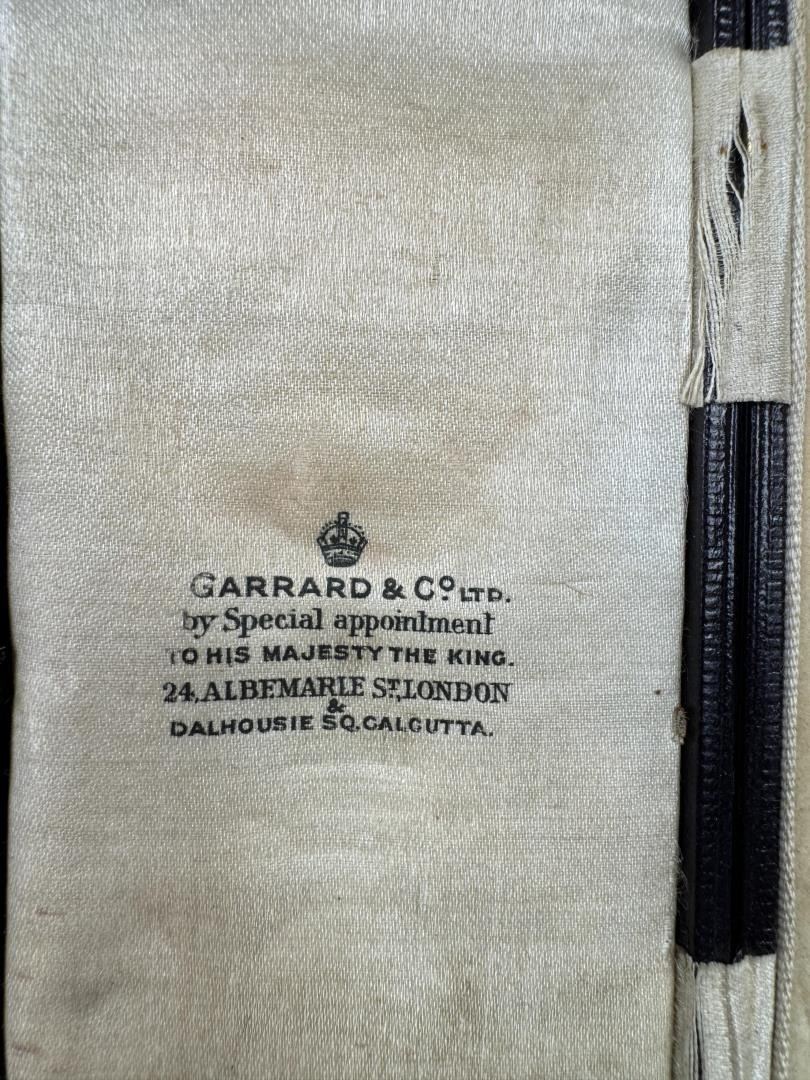 GARRARD & Cº LTD.
by Special appointment
TO HIS MAJESTY THE KING.
24, ALBEMARLE ST, LONDON
&
DALHOUSIE SQ, CALCUTTA.